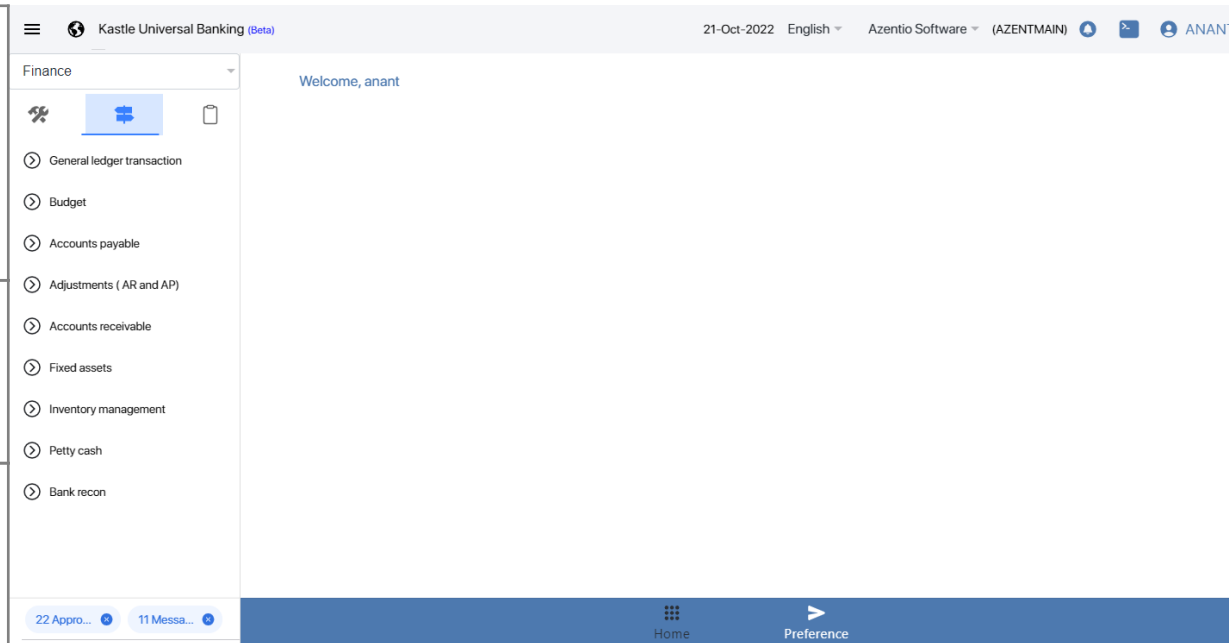 Kastle Universal Banking (Beta) 21-Oct-2022 English Azentio Software (AZENTMAIN) ANANT
Finance
Welcome, anant
General ledger transaction
Budget
Accounts payable
Adjustments ( AR and AP)
Accounts receivable
Fixed assets
Inventory management
Petty cash
Bank recon
22 Appro... 11 Messa...
Home Preference